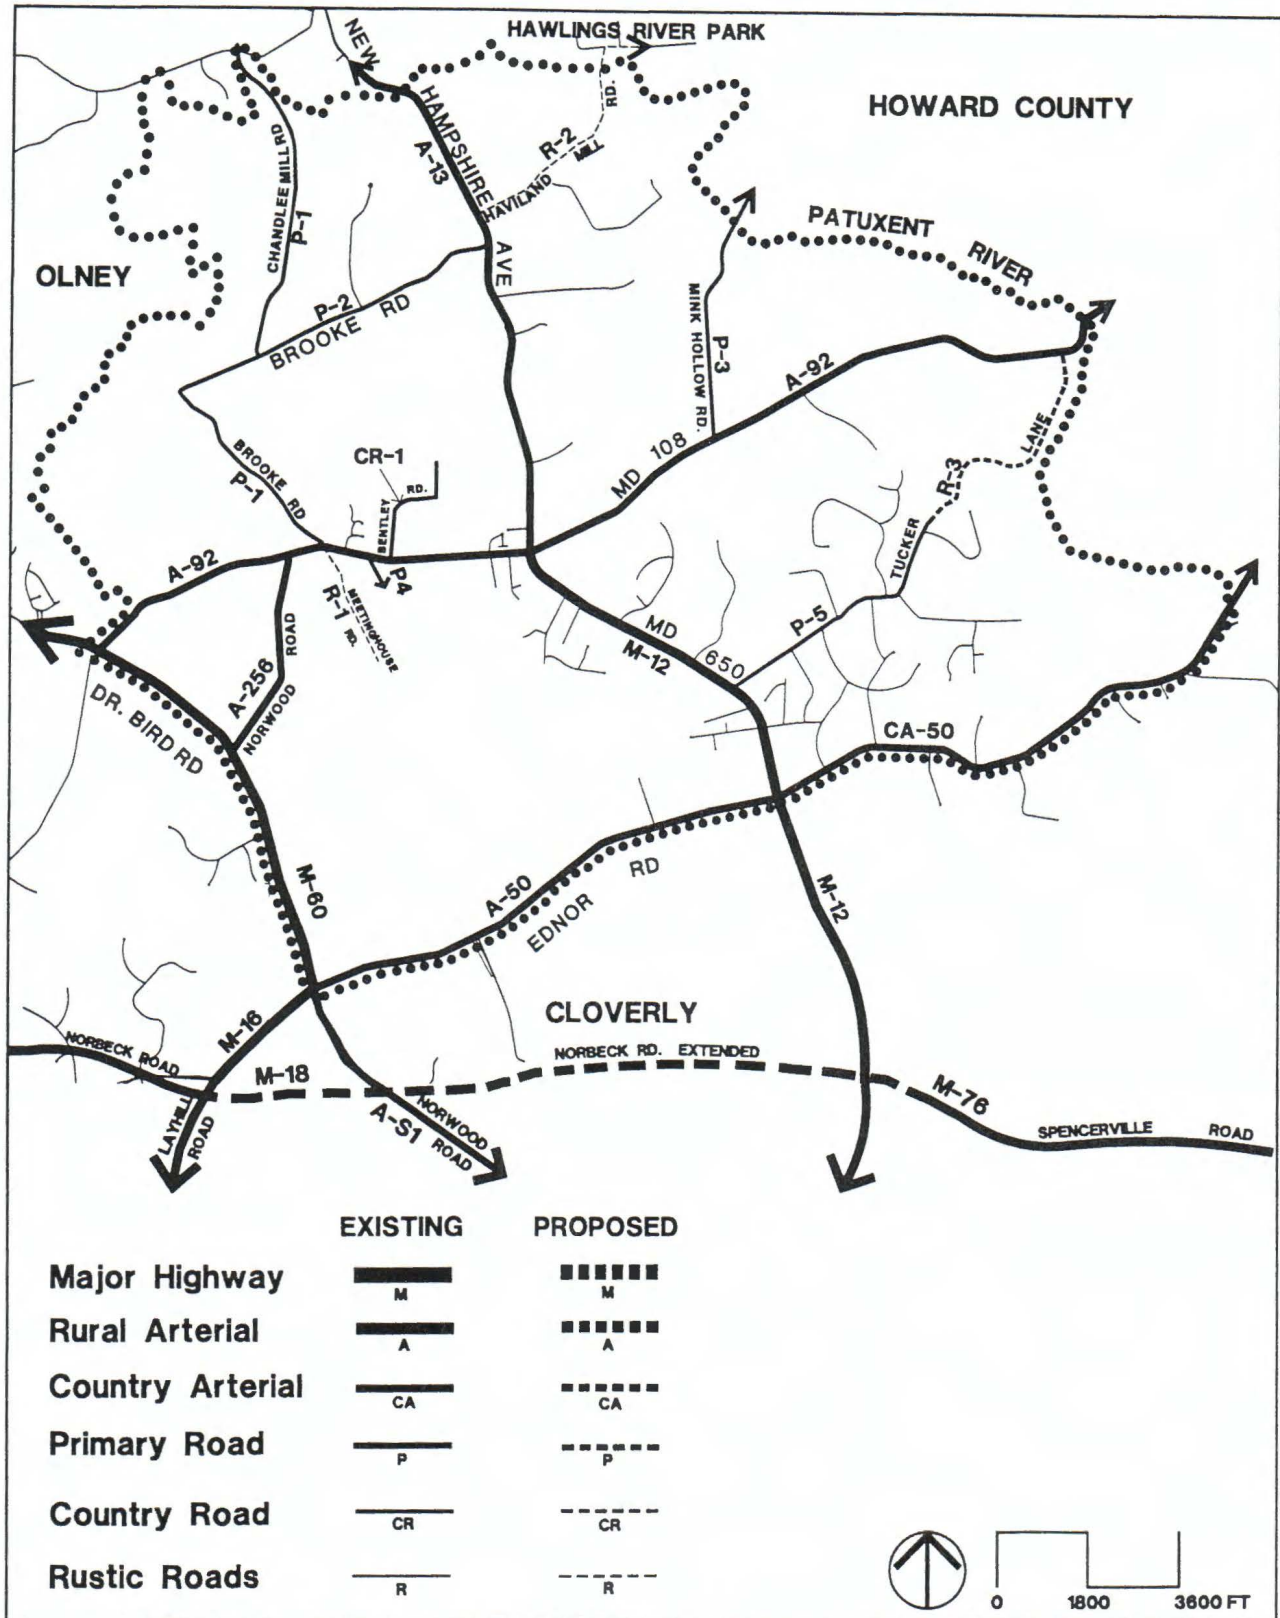 HAWLINGS RIVER PARK
NEW
HAMPSHIRE
AVE
A-13
HOWARD COUNTY
R-2
HAVILAND
MILL
RD.
CHANDLEE MILL RD
P-1
PATUXENT
RIVER
OLNEY
P-2
BROOKE RD
MINK HOLLOW RD.
P-3
A-92
MD 108
LANE
R-3
TUCKER
BROOKE RD
P-1
CR-1
BENTLEY
RD.
A-92
P4
R-1
MEETINGHOUSE
RD.
P-5
MD
650
M-12
A-256
NORWOOD
ROAD
DR. BIRD RD
CA-50
M-60
A-50
EDNOR
RD
M-12
CLOVERLY
M-16
NORBECK ROAD
NORBECK RD. EXTENDED
M-18
M-76
LAYHILL
ROAD
A-S1
NORWOOD
ROAD
SPENCERVILLE ROAD
EXISTING PROPOSED
Major Highway M M
Rural Arterial A A
Country Arterial CA CA
Primary Road P P
Country Road CR CR
Rustic Roads R R
0 1800 3600 FT